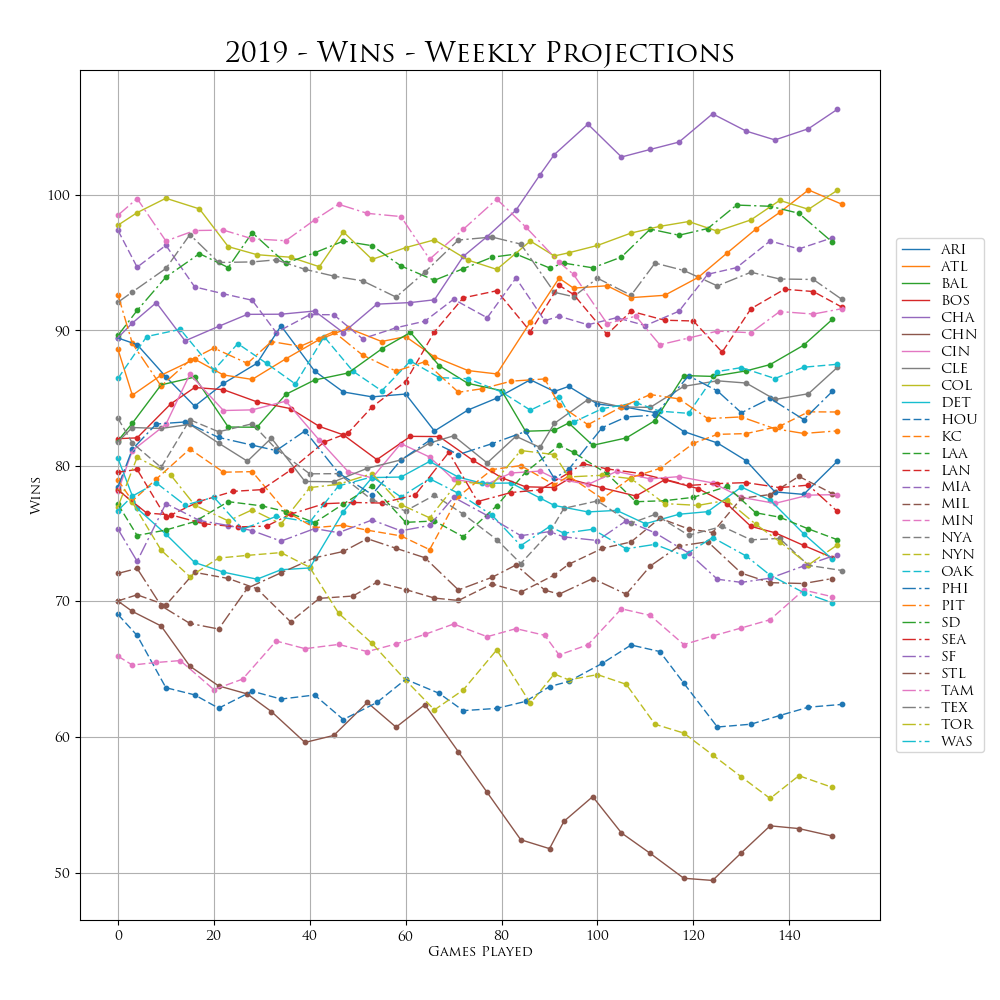 2019 - Wins - Weekly Projections
Wins
100
90
80
70
60
50
0 20 40 60 80 100 120 140
Games Played
ARI
ATL
BAL
BOS
CHA
CHN
CIN
CLE
COL
DET
HOU
KC
LAA
LAN
MIA
MIL
MIN
NYA
NYN
OAK
PHI
PIT
SD
SEA
SF
STL
TAM
TEX
TOR
WAS